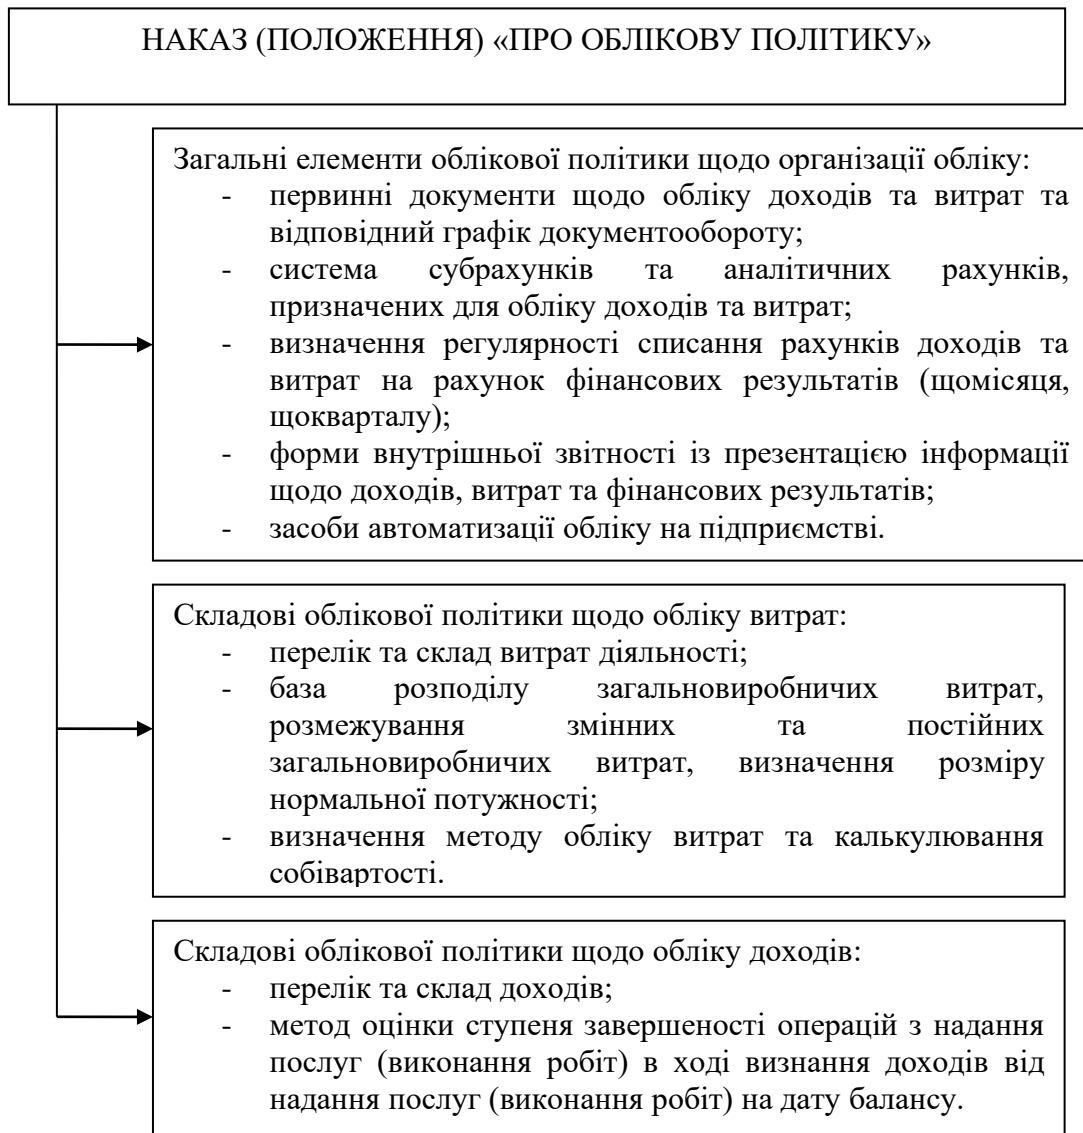 НАКАЗ (ПОЛОЖЕННЯ) «ПРО ОБЛІКОВУ ПОЛІТИКУ»
Загальні елементи облікової політики щодо організації обліку:
- первинні документи щодо обліку доходів та витрат та
відповідний графік документообороту;
- система субрахунків та аналітичних рахунків,
призначених для обліку доходів та витрат;
- визначення регулярності списання рахунків доходів та
витрат на рахунок фінансових результатів (щомісяця,
щокварталу);
- форми внутрішньої звітності із презентацією інформації
щодо доходів, витрат та фінансових результатів;
- засоби автоматизації обліку на підприємстві.
Складові облікової політики щодо обліку витрат:
- перелік та склад витрат діяльності;
- база розподілу загальновиробничих витрат,
розмежування змінних та постійних
загальновиробничих витрат, визначення розміру
нормальної потужності;
- визначення методу обліку витрат та калькулювання
собівартості.
Складові облікової політики щодо обліку доходів:
- перелік та склад доходів;
- метод оцінки ступеня завершеності операцій з надання
послуг (виконання робіт) в ході визнання доходів від
надання послуг (виконання робіт) на дату балансу.